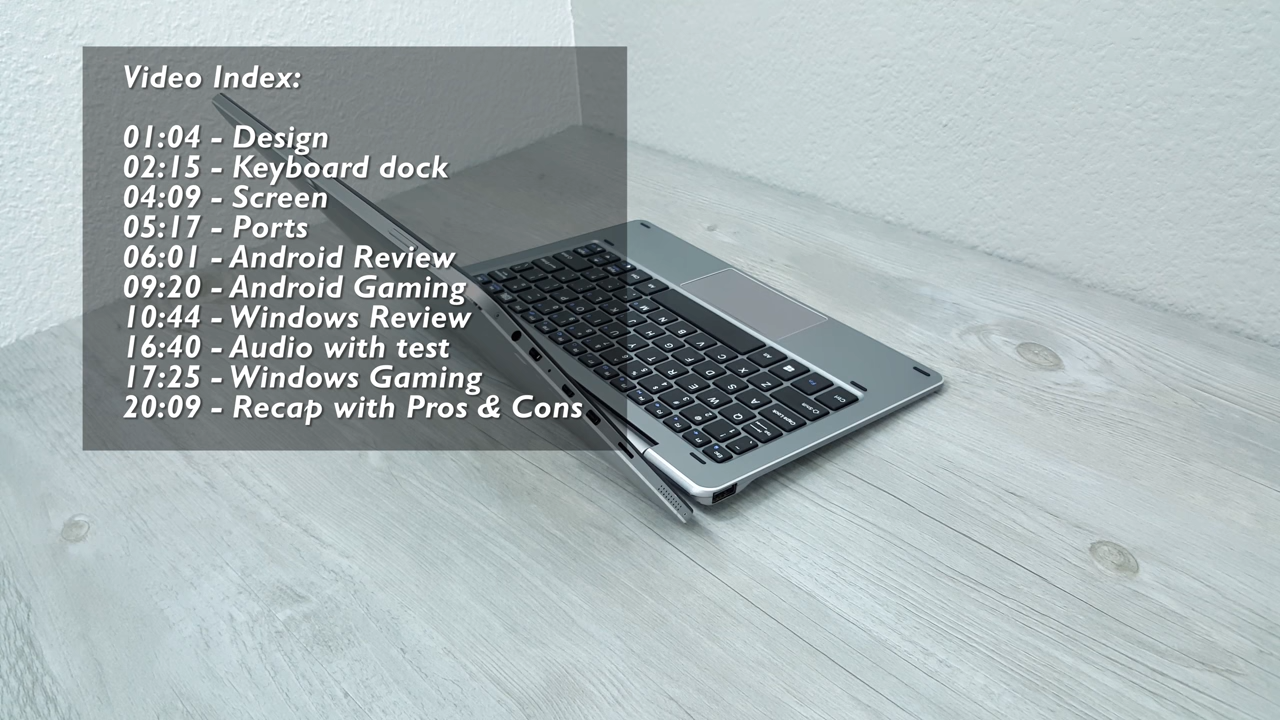 Video Index:
01:04 - Design
02:15 - Keyboard dock
04:09 - Screen
05:17 - Ports
06:01 - Android Review
09:20 - Android Gaming
10:44 - Windows Review
16:40 - Audio with test
17:25 - Windows Gaming
20:09 - Recap with Pros & Cons